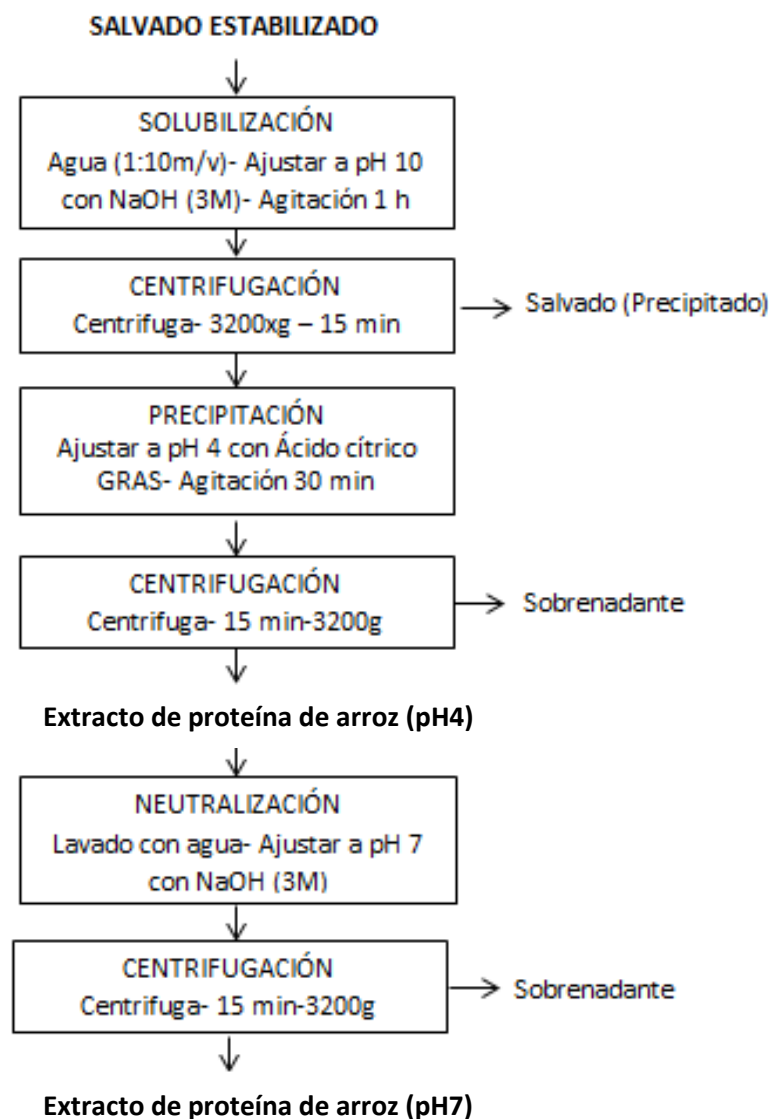 SALVADO ESTABILIZADO
SOLUBILIZACIÓN
Agua (1:10m/v)- Ajustar a pH 10
con NaOH (3M)- Agitación 1 h
CENTRIFUGACIÓN
Centrifuga- 3200xg – 15 min
Salvado (Precipitado)
PRECIPITACIÓN
Ajustar a pH 4 con Ácido cítrico
GRAS- Agitación 30 min
CENTRIFUGACIÓN
Centrifuga- 15 min-3200g
Sobrenadante
Extracto de proteína de arroz (pH4)
NEUTRALIZACIÓN
Lavado con agua- Ajustar a pH 7
con NaOH (3M)
CENTRIFUGACIÓN
Centrifuga- 15 min-3200g
Sobrenadante
Extracto de proteína de arroz (pH7)